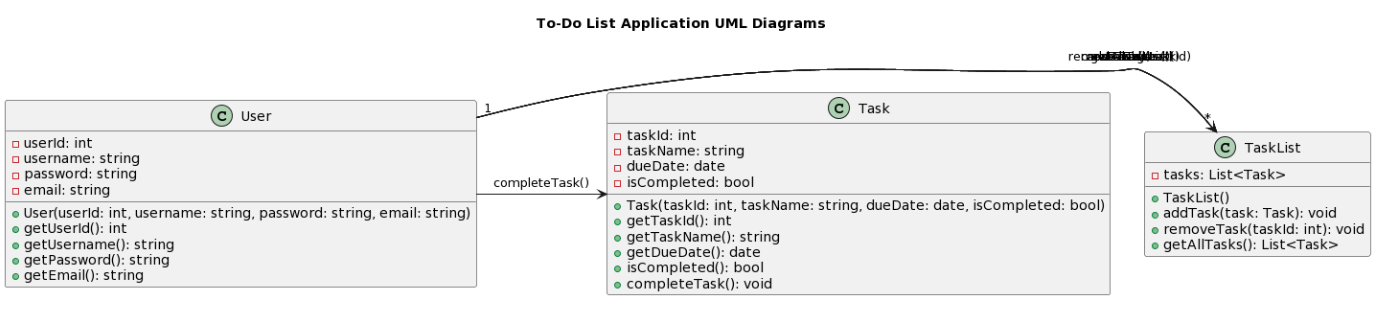 To-Do List Application UML Diagrams
1
*
C User
userId: int
username: string
password: string
email: string
User(userId: int, username: string, password: string, email: string)
getUserId(): int
getUsername(): string
getPassword(): string
getEmail(): string
completeTask()
C Task
taskId: int
taskName: string
dueDate: date
isCompleted: bool
Task(taskId: int, taskName: string, dueDate: date, isCompleted: bool)
getTaskId(): int
getTaskName(): string
getDueDate(): date
isCompleted(): bool
completeTask(): void
C TaskList
tasks: List<Task>
TaskList()
addTask(task: Task): void
removeTask(taskId: int): void
getAllTasks(): List<Task>